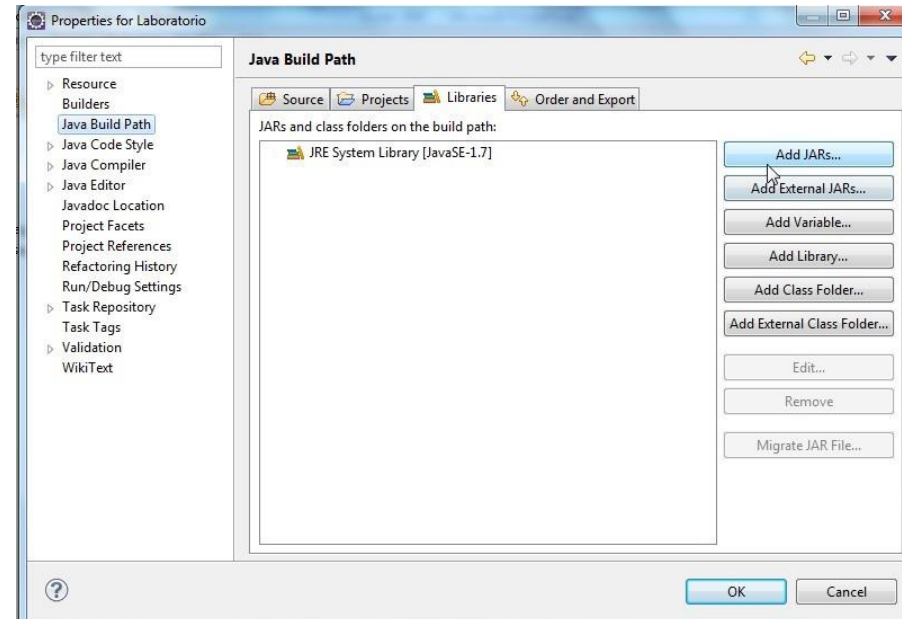 Properties for Laboratorio
type filter text
Resource
Builders
Java Build Path
Java Code Style
Java Compiler
Java Editor
Javadoc Location
Project Facets
Project References
Refactoring History
Run/Debug Settings
Task Repository
Task Tags
Validation
WikiText
Java Build Path
Source Projects Libraries Order and Export
JARs and class folders on the build path:
JRE System Library [JavaSE-1.7]
Add JARs...
Add External JARs...
Add Variable...
Add Library...
Add Class Folder...
Add External Class Folder...
Edit...
Remove
Migrate JAR File...
OK Cancel